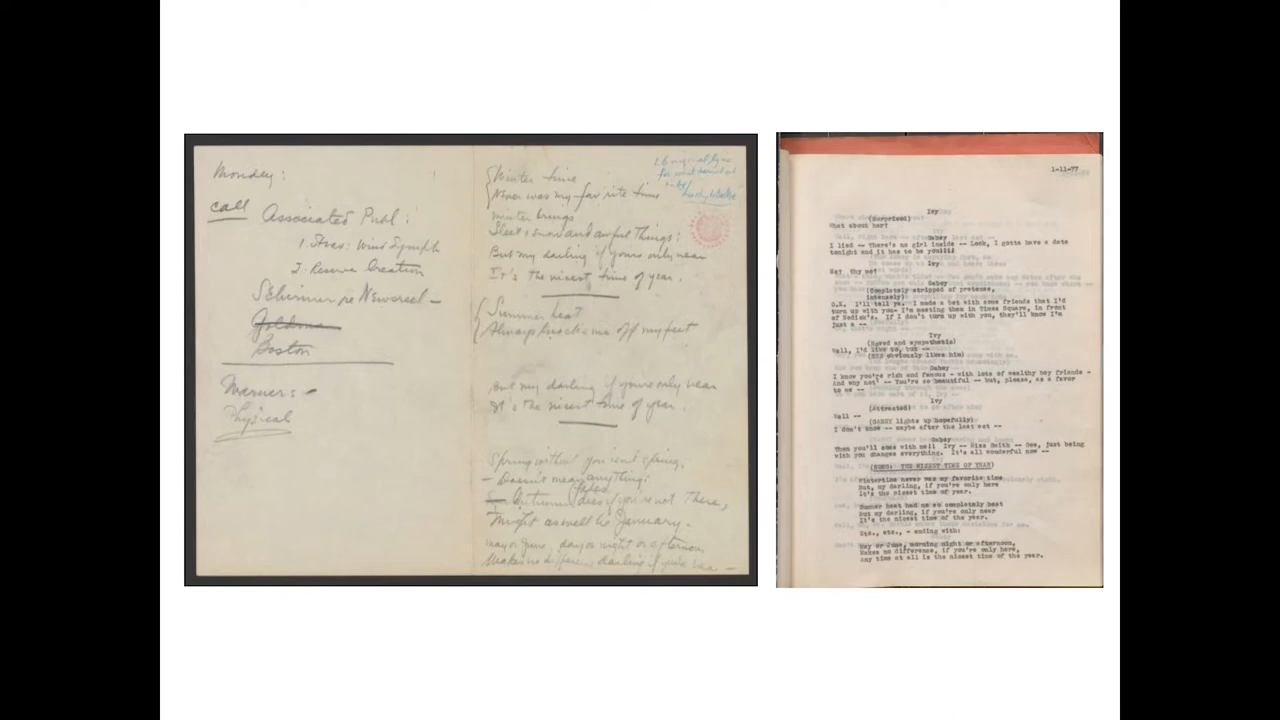 Monday:
call Associated Publ:
1. Strav: Wind Symph
2. Reserve Creation
Schirmer re Newsreel -
Goldman
Boston
Warners -
Physical
L B original lyric
Winter time
Never was my fav'rite time
Winter brings
Sleet & snow and awful things;
But my darling if you're only near
It's the nicest time of year.
Summer heat
Always knocks me off my feet
But my darling if you're only near
It's the nicest time of year.
Spring without you isn't spring,
- Doesn't mean anything;
fades
Autumn dies if you're not there,
Might as well be January -
May or June, day or night or afternoon
Makes no difference, darling if you're near -
1-11-77
Ivy
(Surprised)
What about her?
Gabey
I lied -- There's no girl inside -- Look, I gotta have a date
tonight and it has to be you!!!!
Ivy
Me? Why me?
Gabey
(Completely stripped of pretense,
intensely)
O.K. I'll tell ya. I made a bet with some friends that I'd
turn up with you- I'm meeting them in Times Square, in front
of Nedick's. If I don't turn up with you, they'll know I'm
just a --
Ivy
(Moved and sympathetic)
Well, I'd like to, but --
(SHE obviously likes him)
Gabey
I know you're rich and famous - with lots of wealthy boy friends -
And why not' -- You're so beautiful -- but, please, as a favor
to me --
Ivy
(Attracted)
Well --
(GABEY lights up hopefully)
I don't know -- maybe after the last act --
Gabey
Then you'll come with me!! Ivy -- Miss Smith -- Gee, just being
with you changes everything. It's all wonderful now --
(SONG: THE NICEST TIME OF YEAR)
Wintertime never was my favorite time
But, my darling, if you're only here
It's the nicest time of year.
Summer heat had me so completely beat
But my darling, if you're only near
It's the nicest time of year.
Etc., etc., - ending with:
May or June, morning night or afternoon,
Makes no difference, if you're only here,
Any time at all is the nicest time of the year.